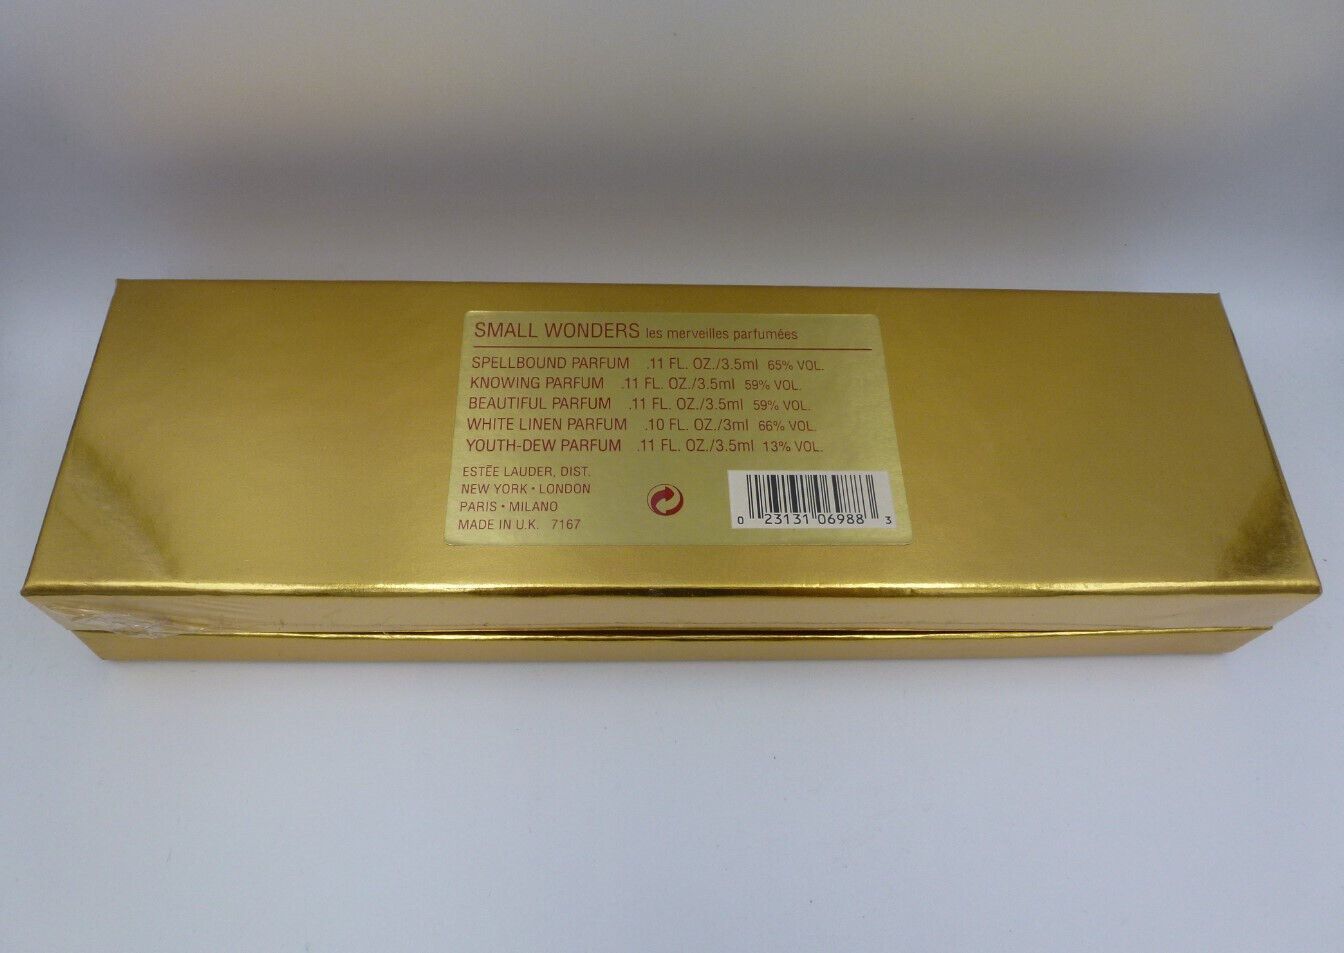 SMALL WONDERS les merveilles parfumées
SPELLBOUND PARFUM .11 FL. OZ./3.5ml 65% VOL.
KNOWING PARFUM .11 FL. OZ./3.5ml 59% VOL.
BEAUTIFUL PARFUM .11 FL. OZ./3.5ml 59% VOL.
WHITE LINEN PARFUM .10 FL. OZ./3ml 66% VOL.
YOUTH-DEW PARFUM .11 FL. OZ./3.5ml 13% VOL.
ESTĒE LAUDER, DIST.
NEW YORK • LONDON
PARIS • MILANO
MADE IN U.K. 7167
0 23131 06988 3